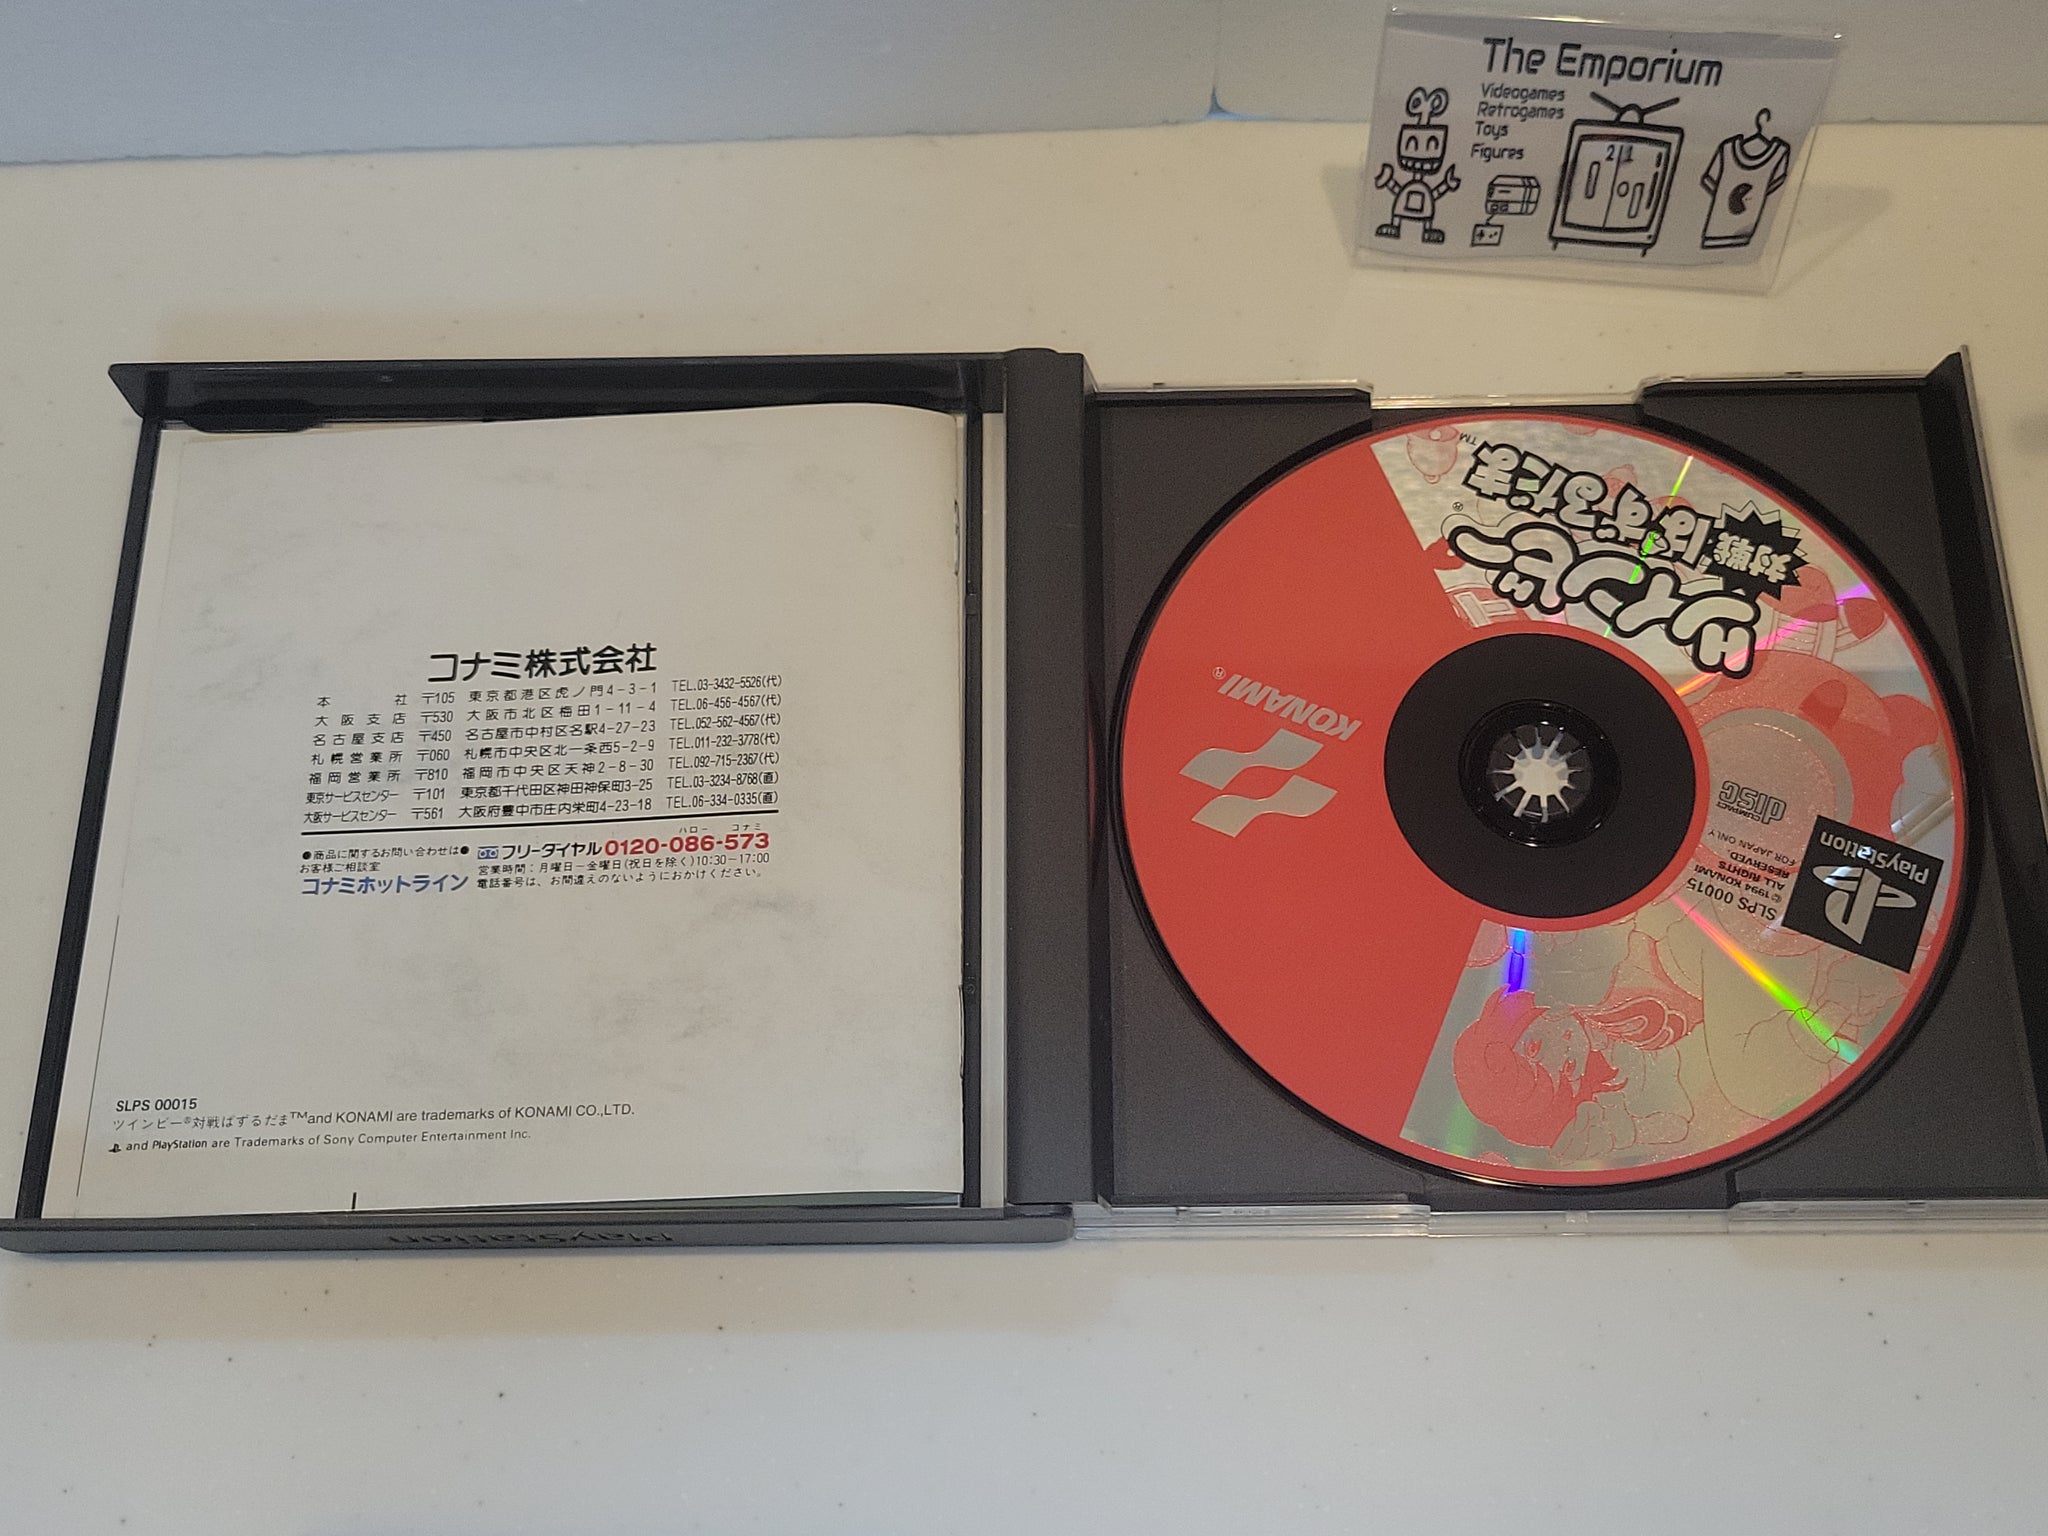 The Emporium
Videogames
Retrogames
Toys
Figures
21
コナミ株式会社
本社 〒105 東京都港区虎ノ門4-3-1 TEL.03-3432-5526(代)
大阪支店 〒530 大阪市北区梅田1-11-4 TEL.06-456-4567(代)
名古屋支店 〒450 名古屋市中村区名駅4-27-23 TEL.052-562-4567(代)
札幌営業所 〒060 札幌市中央区北一条西5-2-9 TEL.011-232-3778(代)
福岡営業所 〒810 福岡市中央区天神2-8-30 TEL.092-715-2367(代)
東京サービスセンター 〒101 東京都千代田区神田神保町3-25 TEL.03-3234-8768(直)
大阪サービスセンター 〒561 大阪府豊中市庄内栄町4-23-18 TEL.06-334-0335(直)
●商品に関するお問い合わせは●
お客様ご相談室
コナミホットライン
ハロー コナミ
フリーダイヤル0120-086-573
営業時間:月曜日-金曜日(祝日を除く)10:30-17:00
電話番号は、お間違えのないようにおかけください。
SLPS 00015
ツインビー®対戦ぱずるだま™and KONAMI are trademarks of KONAMI CO.,LTD.
and PlayStation are Trademarks of Sony Computer Entertainment Inc.
PlayStation
ツインビー®
対戦ぱずるだま™
KONAMI®
PlayStation
SLPS 00015
© 1994 KONAMI
ALL RIGHTS
RESERVED.
FOR JAPAN ONLY
COMPACT
disc